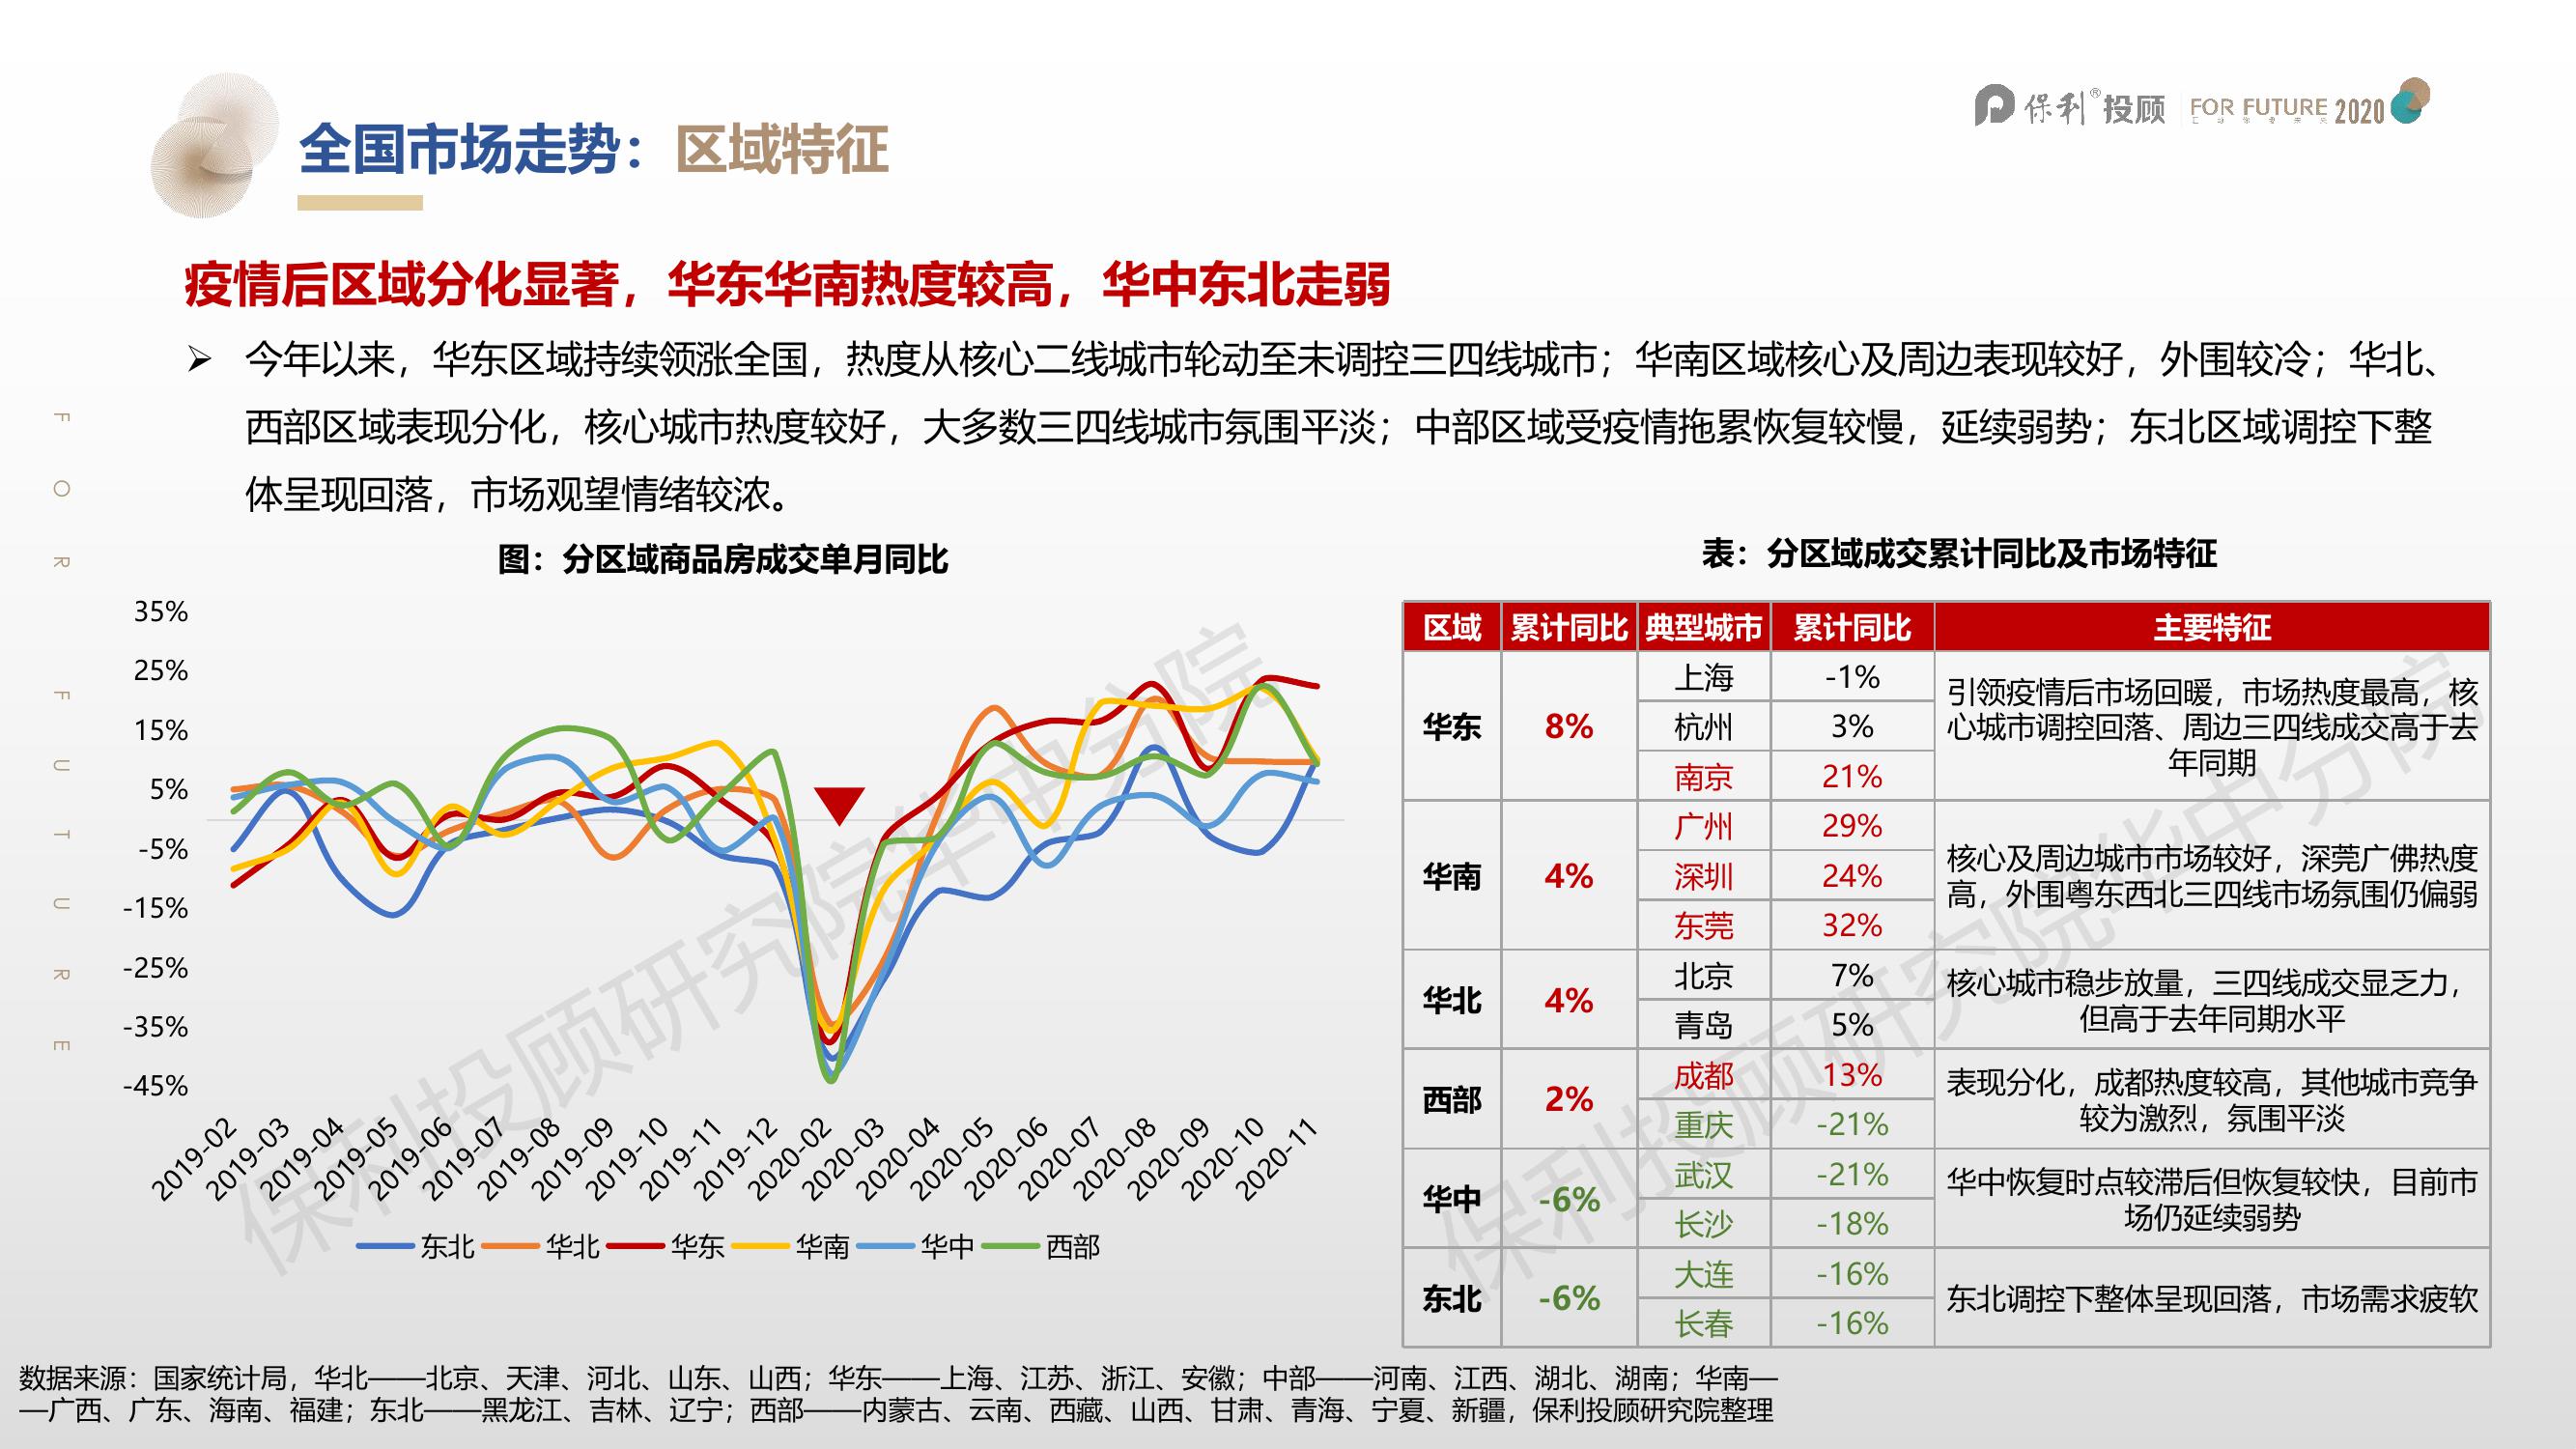 保利®投顾 FOR FUTURE 2020
全国市场走势：区域特征
疫情后区域分化显著，华东华南热度较高，华中东北走弱
➢ 今年以来，华东区域持续领涨全国，热度从核心二线城市轮动至未调控三四线城市；华南区域核心及周边表现较好，外围较冷；华北、
西部区域表现分化，核心城市热度较好，大多数三四线城市氛围平淡；中部区域受疫情拖累恢复较慢，延续弱势；东北区域调控下整
体呈现回落，市场观望情绪较浓。
FOR FUTURE
图：分区域商品房成交单月同比
35%
25%
15%
5%
-5%
-15%
-25%
-35%
-45%
2019-02 2019-03 2019-04 2019-05 2019-06 2019-07 2019-08 2019-09 2019-10 2019-11 2019-12 2020-02 2020-03 2020-04 2020-05 2020-06 2020-07 2020-08 2020-09 2020-10 2020-11
东北 华北 华东 华南 华中 西部
保利投顾研究院华中分院
表：分区域成交累计同比及市场特征
区域 累计同比 典型城市 累计同比 主要特征
华东 8%
上海 -1%
杭州 3%
南京 21%
引领疫情后市场回暖，市场热度最高，核
心城市调控回落、周边三四线成交高于去
年同期
华南 4%
广州 29%
深圳 24%
东莞 32%
核心及周边城市市场较好，深莞广佛热度
高，外围粤东西北三四线市场氛围仍偏弱
华北 4%
北京 7%
青岛 5%
核心城市稳步放量，三四线成交显乏力，
但高于去年同期水平
西部 2%
成都 13%
重庆 -21%
表现分化，成都热度较高，其他城市竞争
较为激烈，氛围平淡
华中 -6%
武汉 -21%
长沙 -18%
华中恢复时点较滞后但恢复较快，目前市
场仍延续弱势
东北 -6%
大连 -16%
长春 -16%
东北调控下整体呈现回落，市场需求疲软
保利投顾研究院华中分院
数据来源：国家统计局，华北——北京、天津、河北、山东、山西；华东——上海、江苏、浙江、安徽；中部——河南、江西、湖北、湖南；华南—
—广西、广东、海南、福建；东北——黑龙江、吉林、辽宁；西部——内蒙古、云南、西藏、山西、甘肃、青海、宁夏、新疆，保利投顾研究院整理